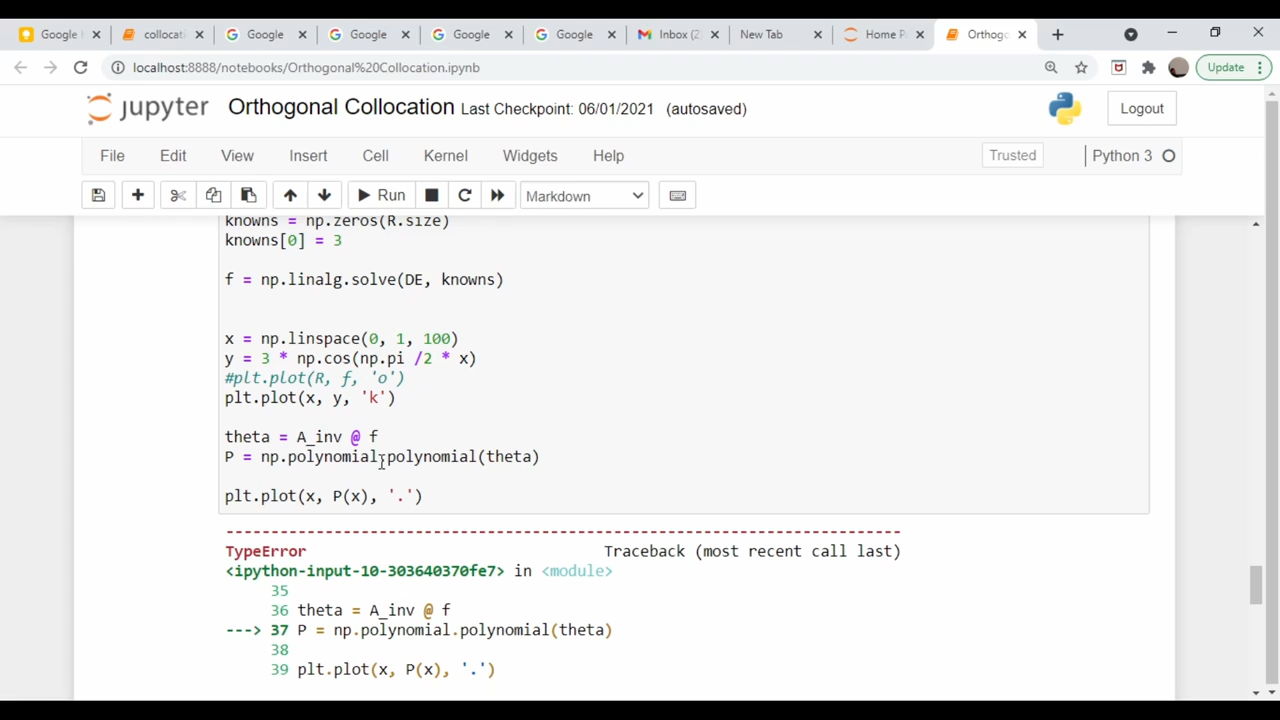 Google
collocati
Google
Google
Google
Google
Inbox (2)
New Tab
Home P
Orthogo
localhost:8888/notebooks/Orthogonal%20Collocation.ipynb
Update
jupyter Orthogonal Collocation Last Checkpoint: 06/01/2021 (autosaved)
Logout
File Edit View Insert Cell Kernel Widgets Help
Trusted
Python 3
Run
Markdown
knowns = np.zeros(R.size)
knowns[0] = 3
f = np.linalg.solve(DE, knowns)
x = np.linspace(0, 1, 100)
y = 3 * np.cos(np.pi /2 * x)
#plt.plot(R, f, 'o')
plt.plot(x, y, 'k')
theta = A_inv @ f
P = np.polynomial.polynomial(theta)
plt.plot(x, P(x), '.')
---------------------------------------------------------------------------
TypeError Traceback (most recent call last)
<ipython-input-10-303640370fe7> in <module>
35
36 theta = A_inv @ f
---> 37 P = np.polynomial.polynomial(theta)
38
39 plt.plot(x, P(x), '.')